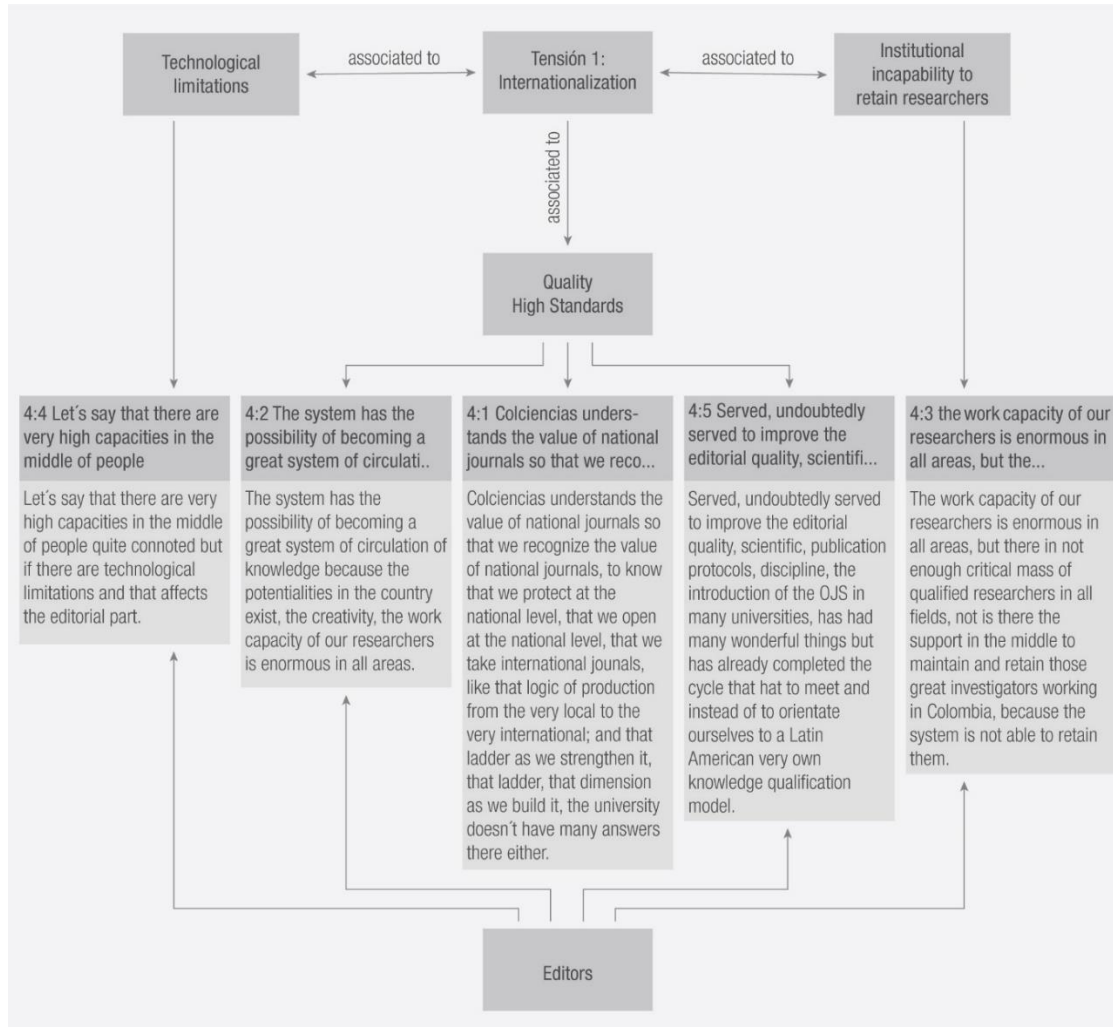 Technological
limitations
associated to
Tensión 1:
Internationalization
associated to
Institutional
incapability to
retain researchers
associated to
Quality
High Standards
4:4 Let´s say that there are
very high capacities in the
middle of people
Let´s say that there are very
high capacities in the middle
of people quite connoted but
if there are technological
limitations and that affects
the editorial part.
4:2 The system has the
possibility of becoming a
great system of circulati..
The system has the
possibility of becoming a
great system of circulation of
knowledge because the
potentialities in the country
exist, the creativity, the work
capacity of our researchers
is enormous in all areas.
4:1 Colciencias unders-
tands the value of national
journals so that we reco...
Colciencias understands the
value of national journals so
that we recognize the value
of national journals, to know
that we protect at the
national level, that we open
at the national level, that we
take international jounals,
like that logic of production
from the very local to the
very international; and that
ladder as we strengthen it,
that ladder, that dimension
as we build it, the university
doesn´t have many answers
there either.
4:5 Served, undoubtedly
served to improve the
editorial quality, scientifi...
Served, undoubtedly served
to improve the editorial
quality, scientific, publication
protocols, discipline, the
introduction of the OJS in
many universities, has had
many wonderful things but
has already completed the
cycle that hat to meet and
instead of to orientate
ourselves to a Latin
American very own
knowledge qualification
model.
4:3 the work capacity of our
researchers is enormous in
all areas, but the...
The work capacity of our
researchers is enormous in
all areas, but there in not
enough critical mass of
qualified researchers in all
fields, not is there the
support in the middle to
maintain and retain those
great investigators working
in Colombia, because the
system is not able to retain
them.
Editors